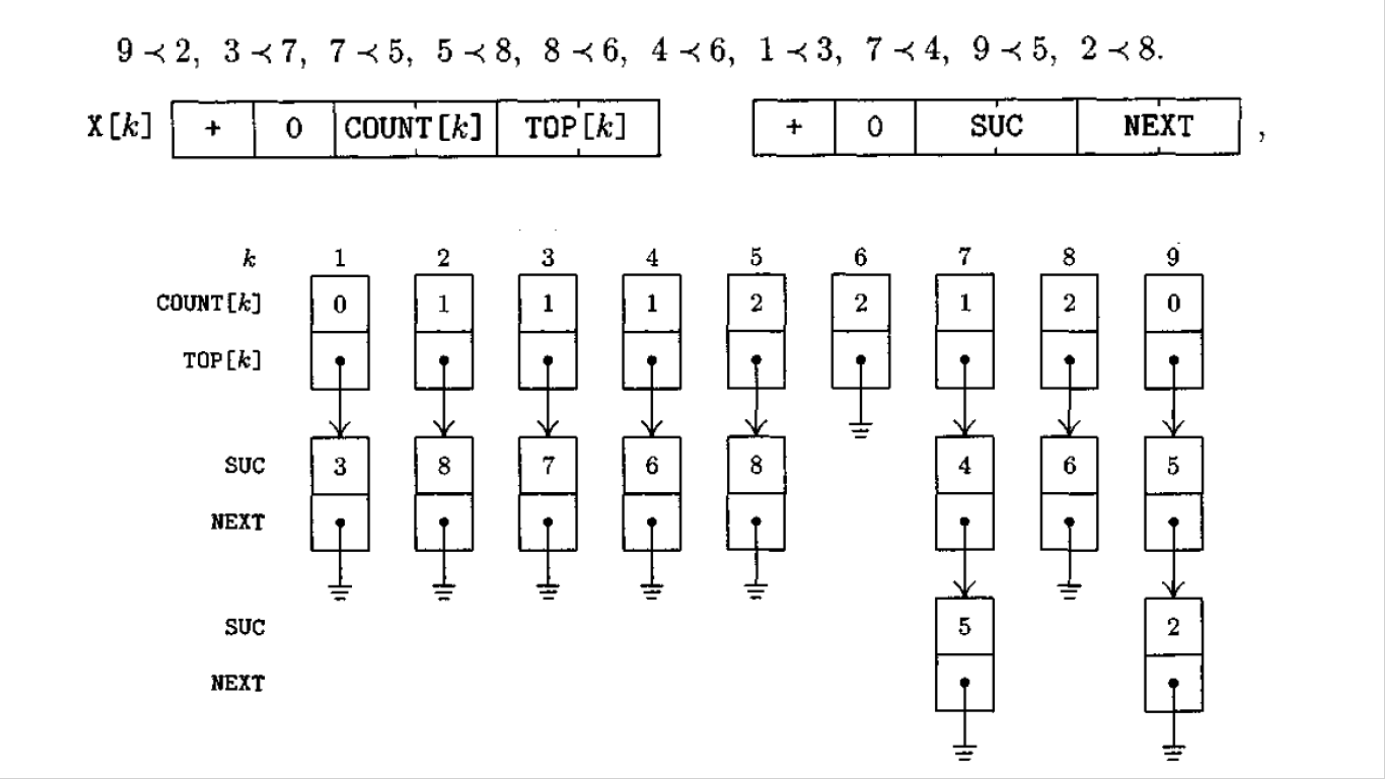 9 ≺ 2, 3 ≺ 7, 7 ≺ 5, 5 ≺ 8, 8 ≺ 6, 4 ≺ 6, 1 ≺ 3, 7 ≺ 4, 9 ≺ 5, 2 ≺ 8.
X[k] + 0 COUNT[k] TOP[k] + 0 SUC NEXT ,
k 1 2 3 4 5 6 7 8 9
COUNT[k] 0 1 1 1 2 2 1 2 0
TOP[k]
SUC 3 8 7 6 8 4 6 5
NEXT
SUC 5 2
NEXT